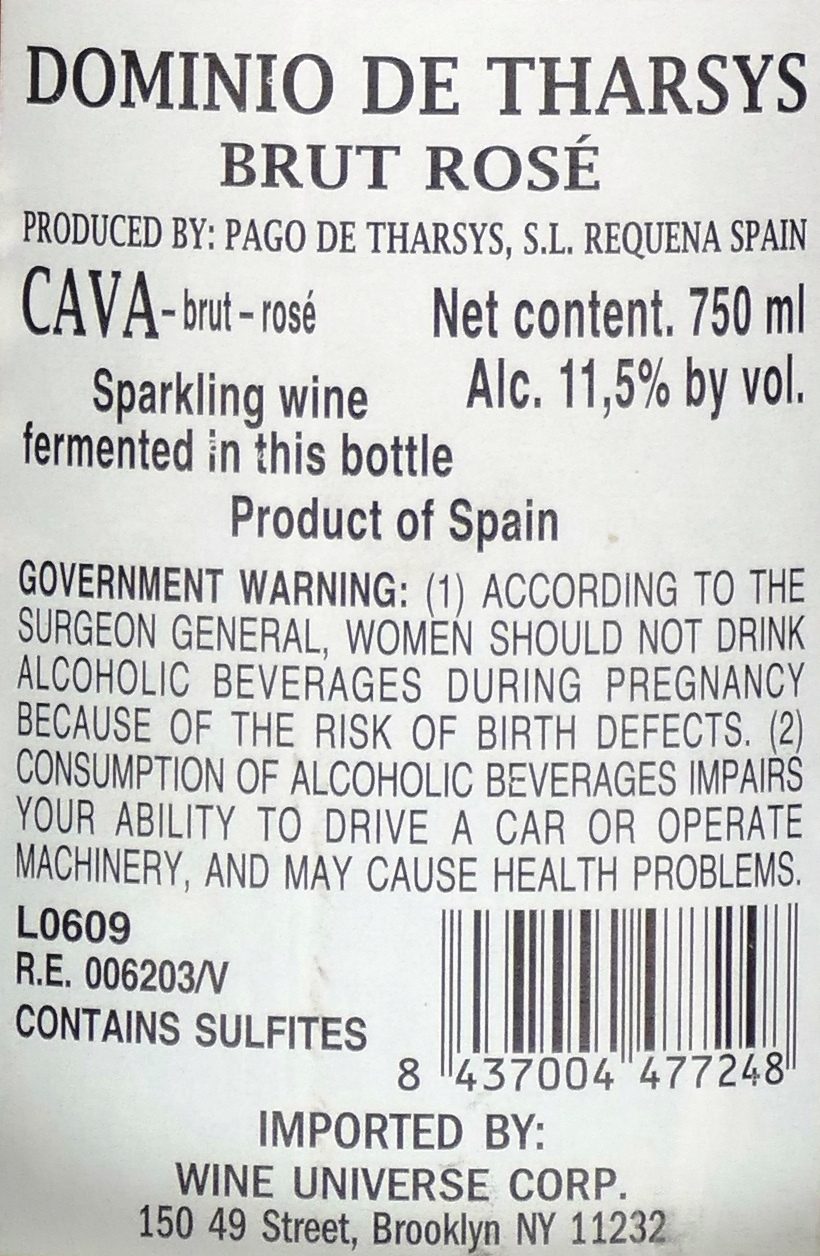 DOMINIO DE THARSYS
BRUT ROSÉ
PRODUCED BY: PAGO DE THARSYS, S.L. REQUENA SPAIN
CAVA- brut - rosé
Net content. 750 ml
Sparkling wine
Alc. 11,5% by vol.
fermented in this bottle
Product of Spain
GOVERNMENT WARNING: (1) ACCORDING TO THE
SURGEON GENERAL, WOMEN SHOULD NOT DRINK
ALCOHOLIC BEVERAGES DURING PREGNANCY
BECAUSE OF THE RISK OF BIRTH DEFECTS. (2)
CONSUMPTION OF ALCOHOLIC BEVERAGES IMPAIRS
YOUR ABILITY TO DRIVE A CAR OR OPERATE
MACHINERY, AND MAY CAUSE HEALTH PROBLEMS.
L0609
R.E. 006203/V
CONTAINS SULFITES
8 437004 477248
IMPORTED BY:
WINE UNIVERSE CORP.
150 49 Street, Brooklyn NY 11232